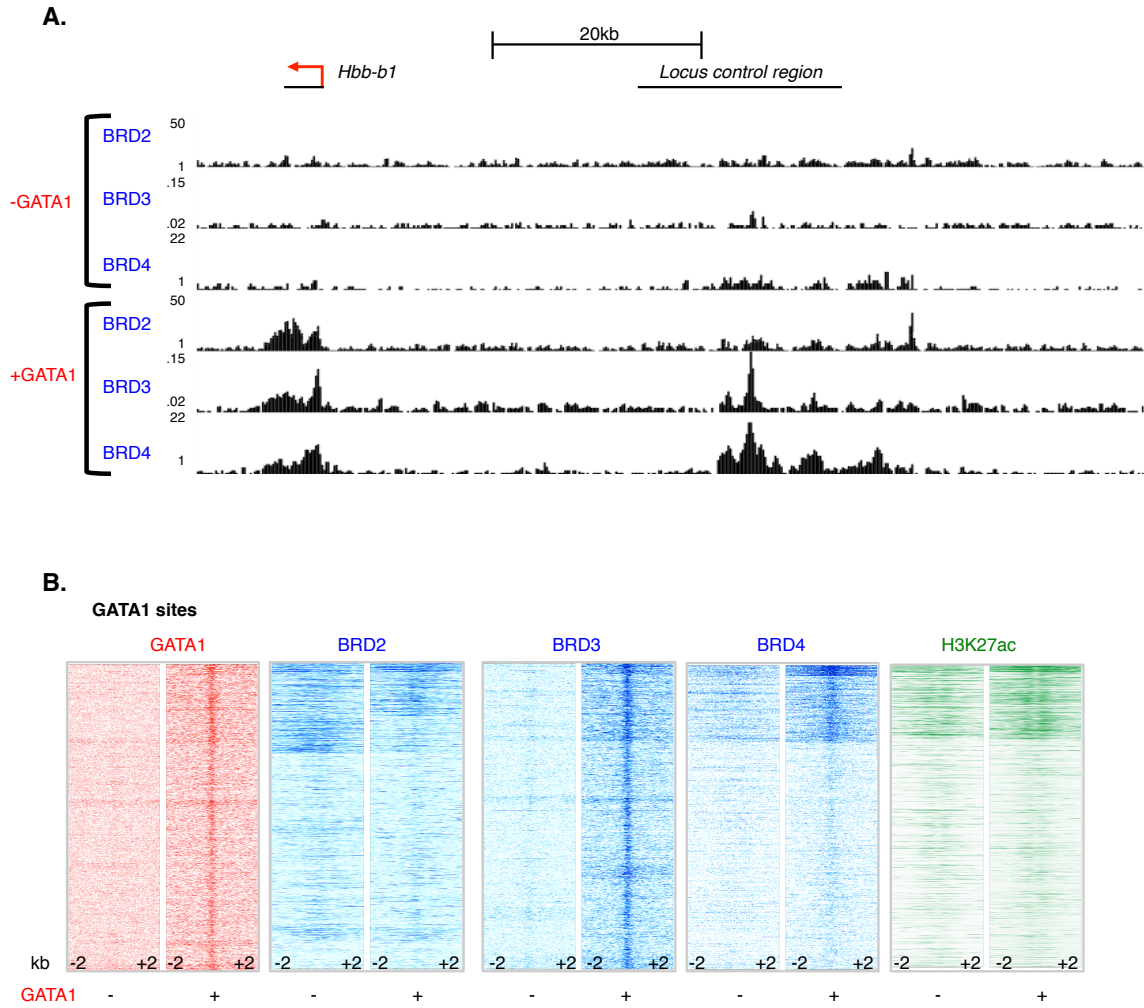 A.
20kb
Hbb-b1
Locus control region
-GATA1
BRD2
50
1
BRD3
.15
.02
BRD4
22
1
+GATA1
BRD2
50
1
BRD3
.15
.02
BRD4
22
1
B.
GATA1 sites
GATA1 BRD2 BRD3 BRD4 H3K27ac
kb -2 +2 -2 +2 -2 +2 -2 +2 -2 +2 -2 +2 -2 +2 -2 +2 -2 +2 -2 +2
GATA1 - + - + - + - + - +